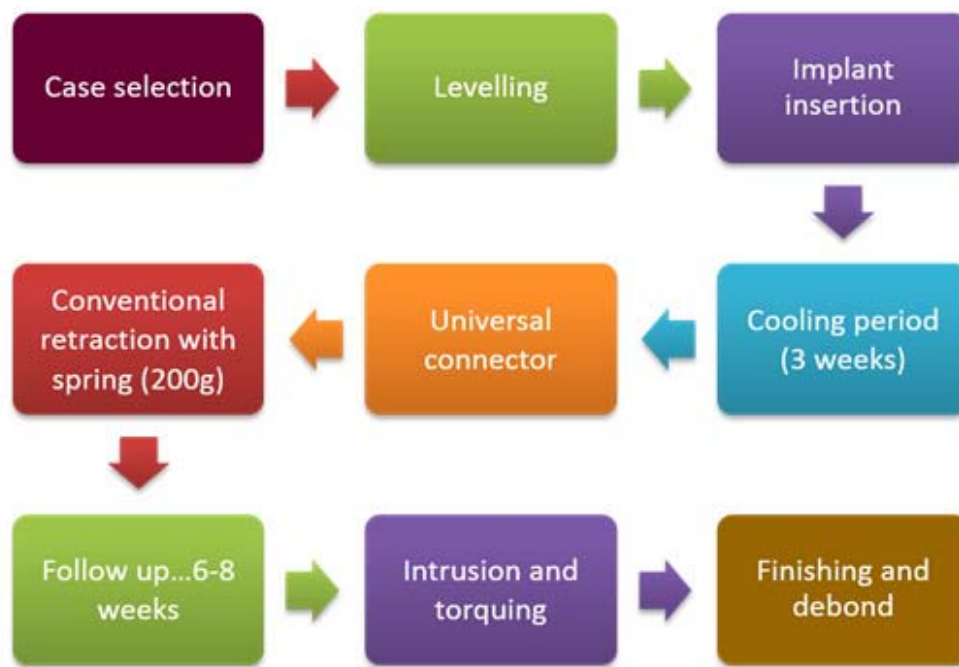 Case selection
Levelling
Implant
insertion
Cooling period
(3 weeks)
Universal
connector
Conventional
retraction with
spring (200g)
Follow up...6-8
weeks
Intrusion and
torquing
Finishing and
debond